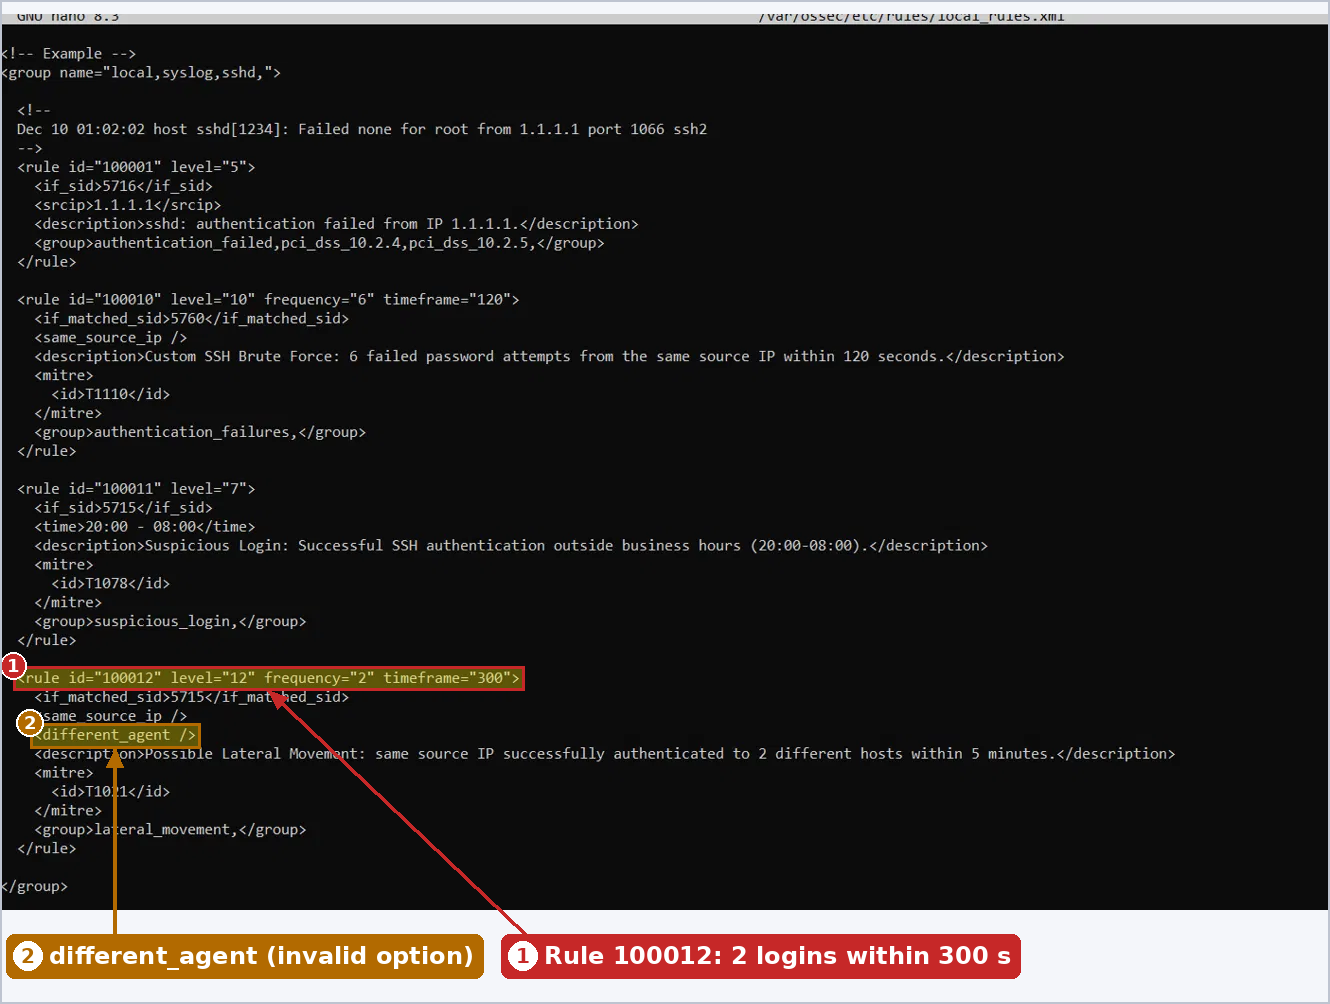 GNU nano 8.3 /var/ossec/etc/rules/local_rules.xml
<!-- Example -->
<group name="local,syslog,sshd,">
<!--
Dec 10 01:02:02 host sshd[1234]: Failed none for root from 1.1.1.1 port 1066 ssh2
-->
<rule id="100001" level="5">
<if_sid>5716</if_sid>
<srcip>1.1.1.1</srcip>
<description>sshd: authentication failed from IP 1.1.1.1.</description>
<group>authentication_failed,pci_dss_10.2.4,pci_dss_10.2.5,</group>
</rule>
<rule id="100010" level="10" frequency="6" timeframe="120">
<if_matched_sid>5760</if_matched_sid>
<same_source_ip />
<description>Custom SSH Brute Force: 6 failed password attempts from the same source IP within 120 seconds.</description>
<mitre>
<id>T1110</id>
</mitre>
<group>authentication_failures,</group>
</rule>
<rule id="100011" level="7">
<if_sid>5715</if_sid>
<time>20:00 - 08:00</time>
<description>Suspicious Login: Successful SSH authentication outside business hours (20:00-08:00).</description>
<mitre>
<id>T1078</id>
</mitre>
<group>suspicious_login,</group>
</rule>
1
<rule id="100012" level="12" frequency="2" timeframe="300">
<if_matched_sid>5715</if_matched_sid>
<same_source_ip />
2
<different_agent />
<description>Possible Lateral Movement: same source IP successfully authenticated to 2 different hosts within 5 minutes.</description>
<mitre>
<id>T1021</id>
</mitre>
<group>lateral_movement,</group>
</rule>
</group>
2 different_agent (invalid option)
1 Rule 100012: 2 logins within 300 s